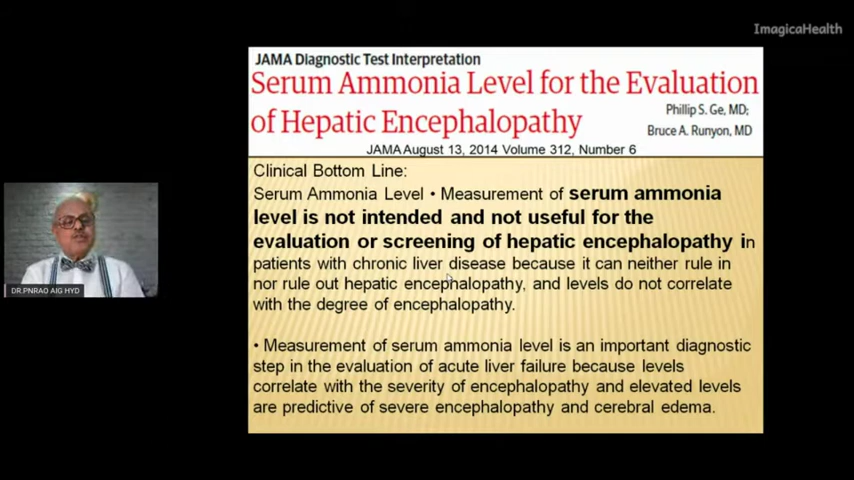 ImagicaHealth
JAMA Diagnostic Test Interpretation
Serum Ammonia Level for the Evaluation
of Hepatic Encephalopathy
Phillip S. Ge, MD;
Bruce A. Runyon, MD
JAMA August 13, 2014 Volume 312, Number 6
Clinical Bottom Line:
Serum Ammonia Level • Measurement of serum ammonia
level is not intended and not useful for the
evaluation or screening of hepatic encephalopathy in
patients with chronic liver disease because it can neither rule in
nor rule out hepatic encephalopathy, and levels do not correlate
with the degree of encephalopathy.
• Measurement of serum ammonia level is an important diagnostic
step in the evaluation of acute liver failure because levels
correlate with the severity of encephalopathy and elevated levels
are predictive of severe encephalopathy and cerebral edema.
DR.PNRAO AIG HYD